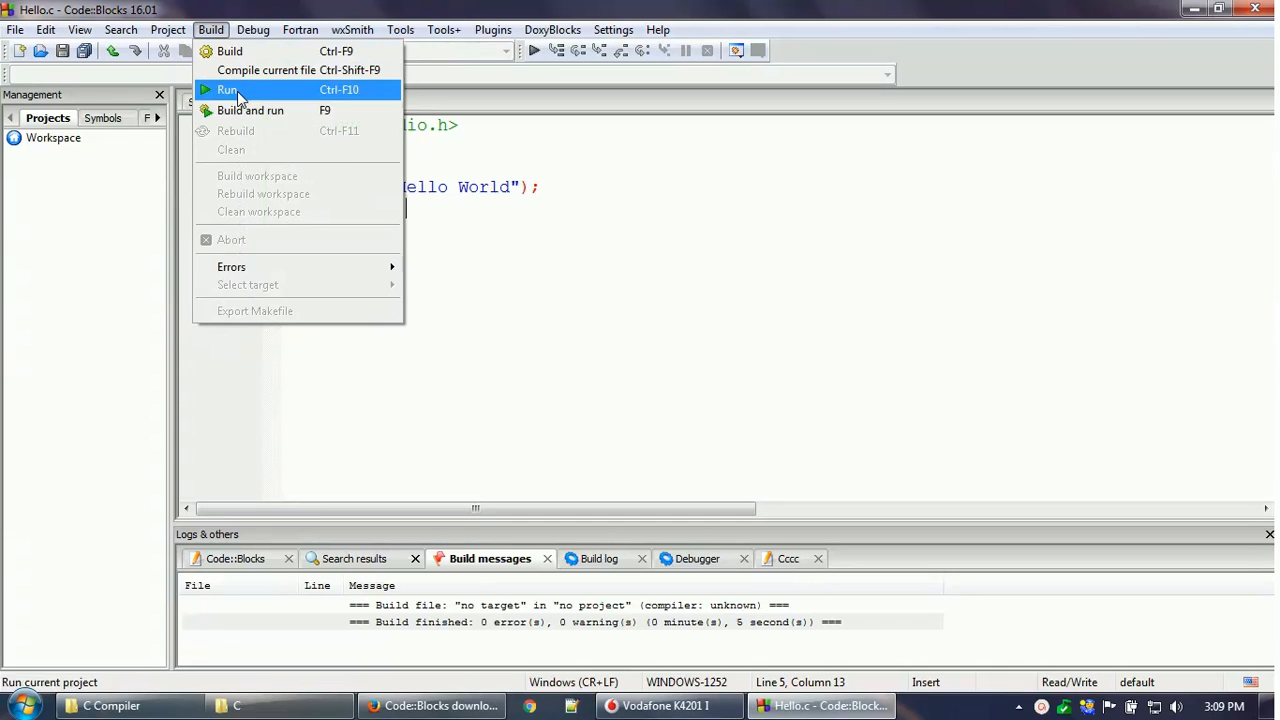 Hello.c - Code::Blocks 16.01
File Edit View Search Project Build Debug Fortran wxSmith Tools Tools+ Plugins DoxyBlocks Settings Help
Build Ctrl-F9
Compile current file Ctrl-Shift-F9
Run Ctrl-F10
Build and run F9
Rebuild Ctrl-F11
Clean
Build workspace
Rebuild workspace
Clean workspace
Abort
Errors
Select target
Export Makefile
Management
Projects Symbols F
Workspace
S
dio.h>
Hello World");
Logs & others
Code::Blocks Search results Build messages Build log Debugger Cccc
File Line Message
=== Build file: "no target" in "no project" (compiler: unknown) ===
=== Build finished: 0 error(s), 0 warning(s) (0 minute(s), 5 second(s)) ===
Run current project Windows (CR+LF) WINDOWS-1252 Line 5, Column 13 Insert Read/Write default
C Compiler C Code::Blocks downlo... Vodafone K4201 I Hello.c - Code::Block... 3:09 PM